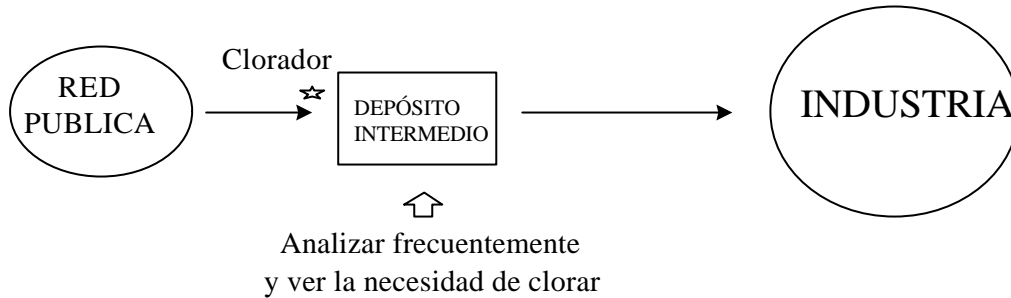 Clorador
RED
PUBLICA
DEPÓSITO
INTERMEDIO
INDUSTRIA
Analizar frecuentemente
y ver la necesidad de clorar